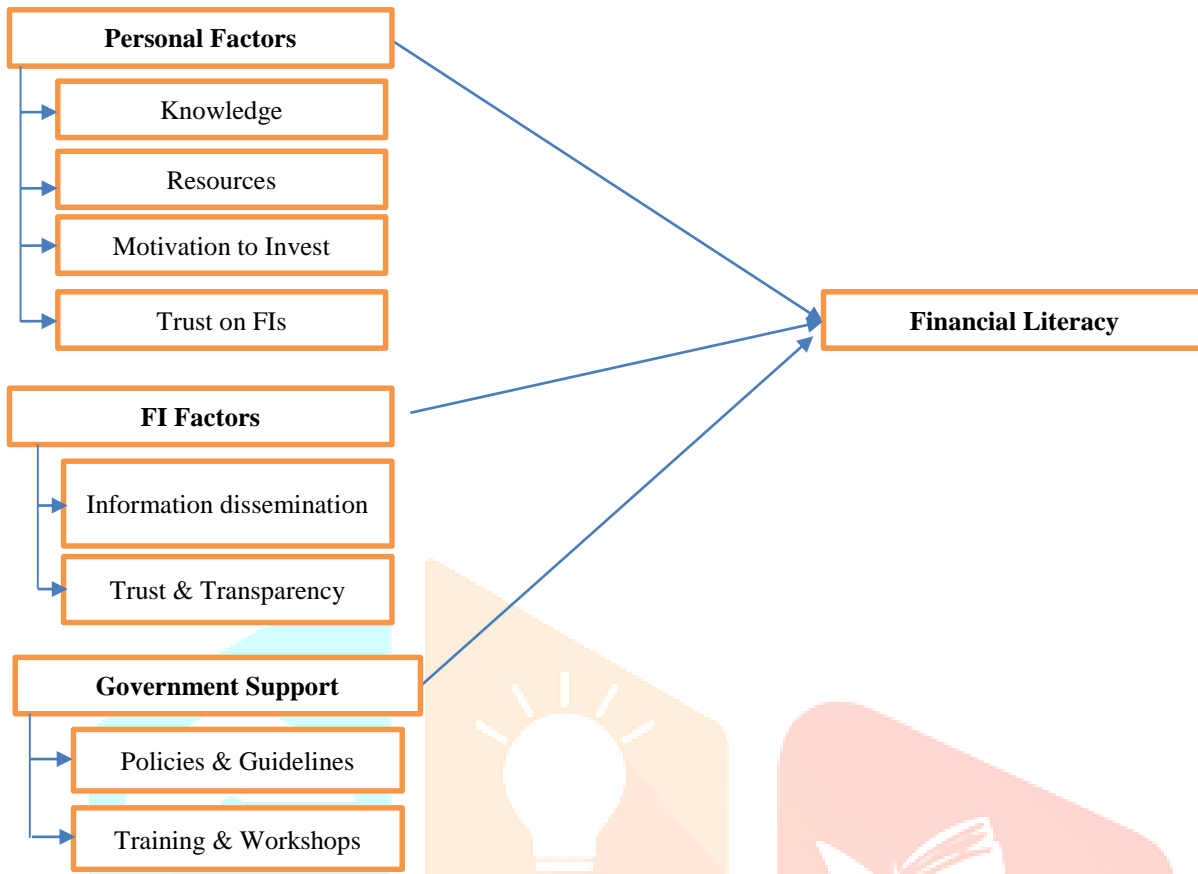 Personal Factors
Knowledge
Resources
Motivation to Invest
Trust on FIs
Financial Literacy
FI Factors
Information dissemination
Trust & Transparency
Government Support
Policies & Guidelines
Training & Workshops